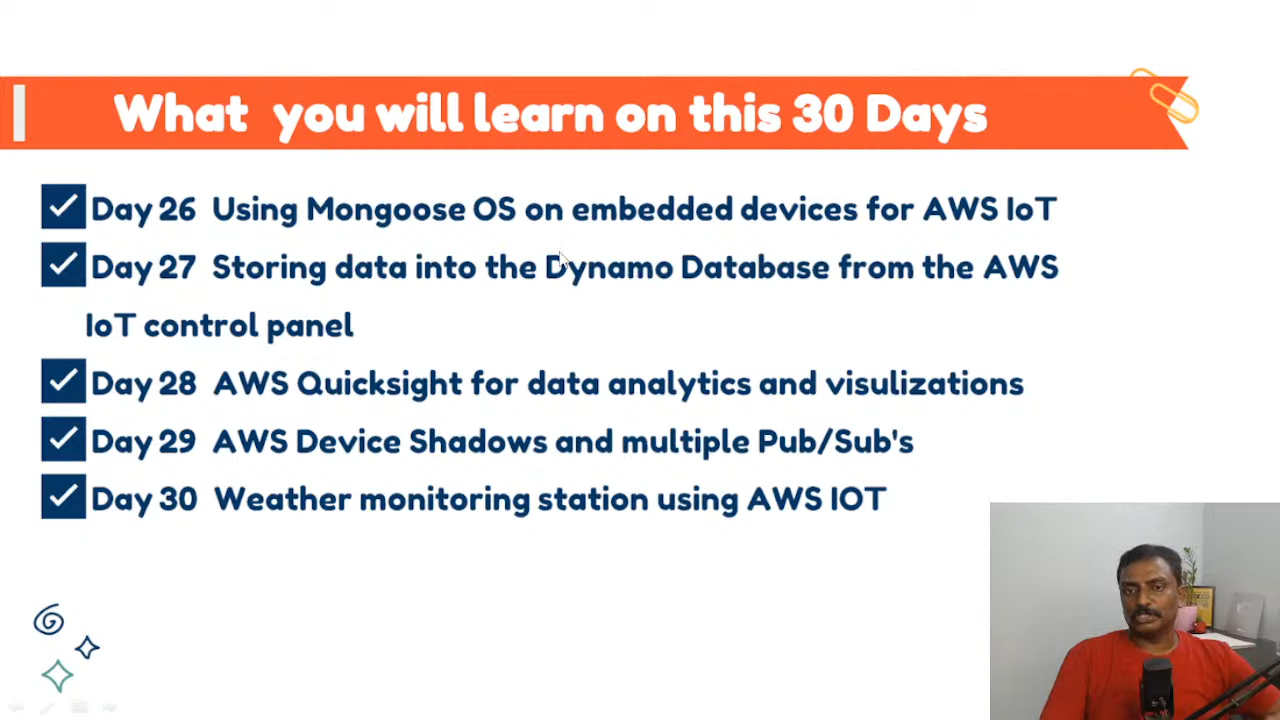 What you will learn on this 30 Days
Day 26 Using Mongoose OS on embedded devices for AWS IoT
Day 27 Storing data into the Dynamo Database from the AWS
IoT control panel
Day 28 AWS Quicksight for data analytics and visulizations
Day 29 AWS Device Shadows and multiple Pub/Sub's
Day 30 Weather monitoring station using AWS IOT